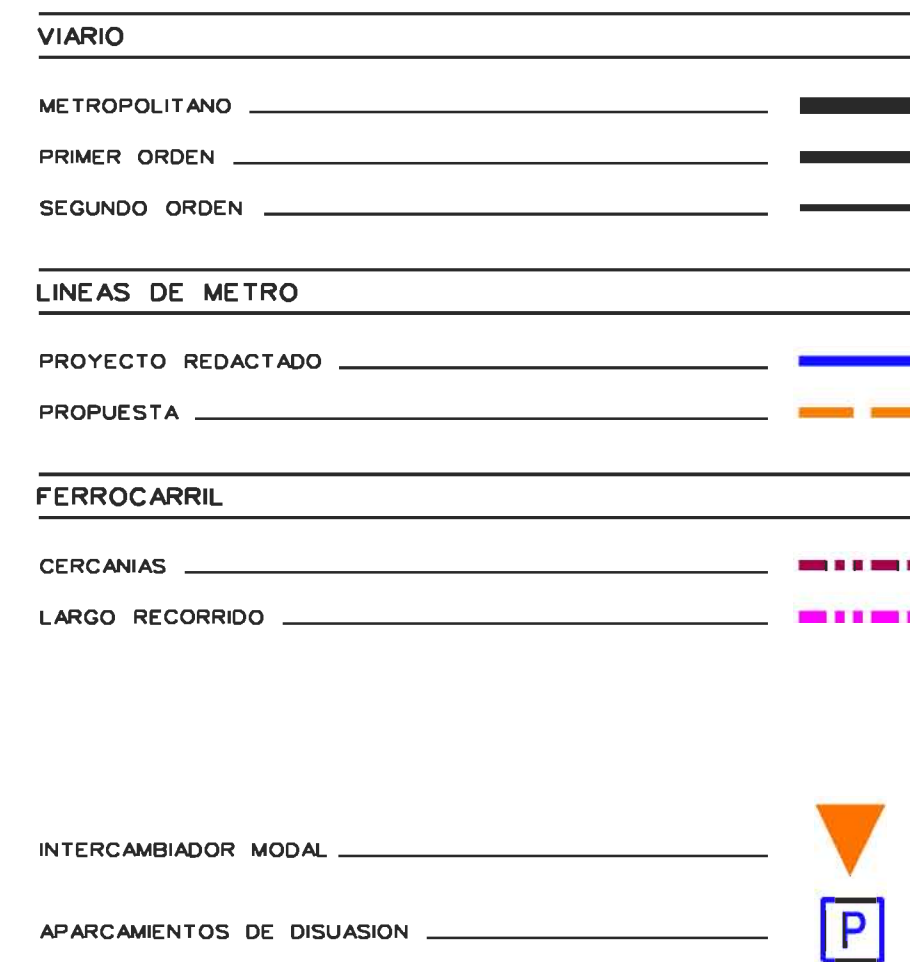 VIARIO
METROPOLITANO
PRIMER ORDEN
SEGUNDO ORDEN
LINEAS DE METRO
PROYECTO REDACTADO
PROPUESTA
FERROCARRIL
CERCANIAS
LARGO RECORRIDO
INTERCAMBIADOR MODAL
APARCAMIENTOS DE DISUASION
P